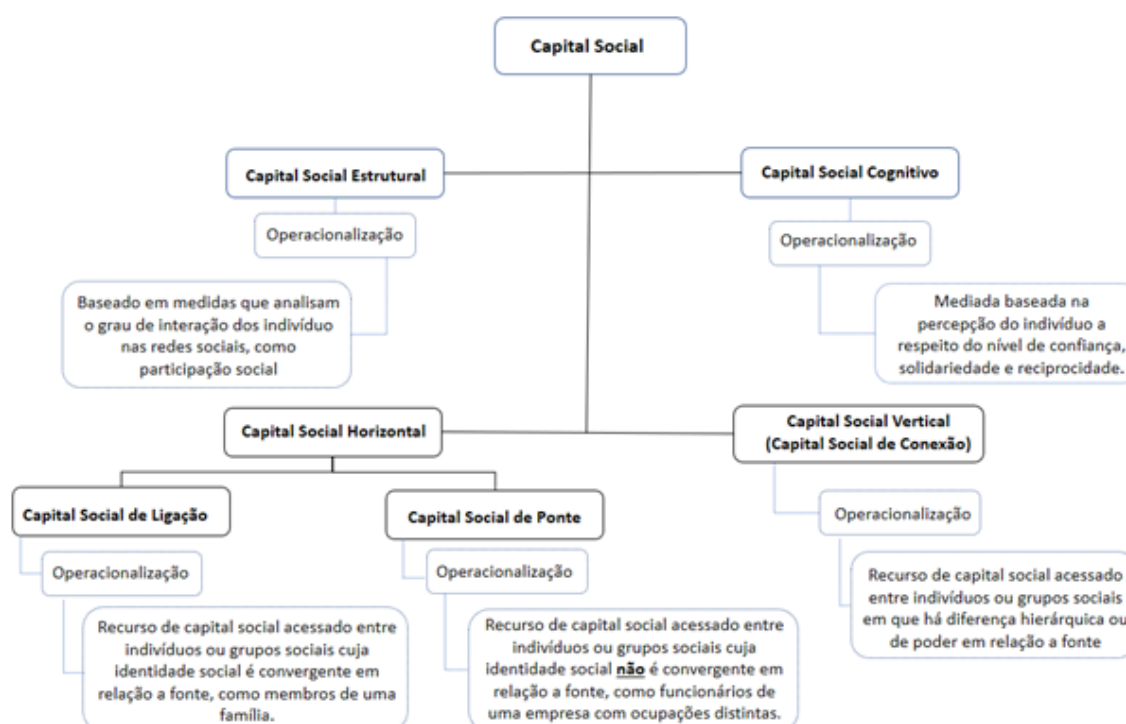 Capital Social
Capital Social Estrutural
Capital Social Cognitivo
Operacionalização
Operacionalização
Baseado em medidas que analisam
o grau de interação dos indivíduo
nas redes sociais, como
participação social
Mediada baseada na
percepção do indivíduo a
respeito do nível de confiança,
solidariedade e reciprocidade.
Capital Social Horizontal
Capital Social Vertical
(Capital Social de Conexão)
Capital Social de Ligação
Capital Social de Ponte
Operacionalização
Operacionalização
Operacionalização
Recurso de capital social acessado entre
indivíduos ou grupos sociais cuja
identidade social é convergente em
relação a fonte, como membros de uma
família.
Recurso de capital social acessado entre
indivíduos ou grupos sociais cuja
identidade social não é convergente em
relação a fonte, como funcionários de
uma empresa com ocupações distintas.
Recurso de capital social acessado
entre indivíduos ou grupos sociais
em que há diferença hierárquica ou
de poder em relação a fonte